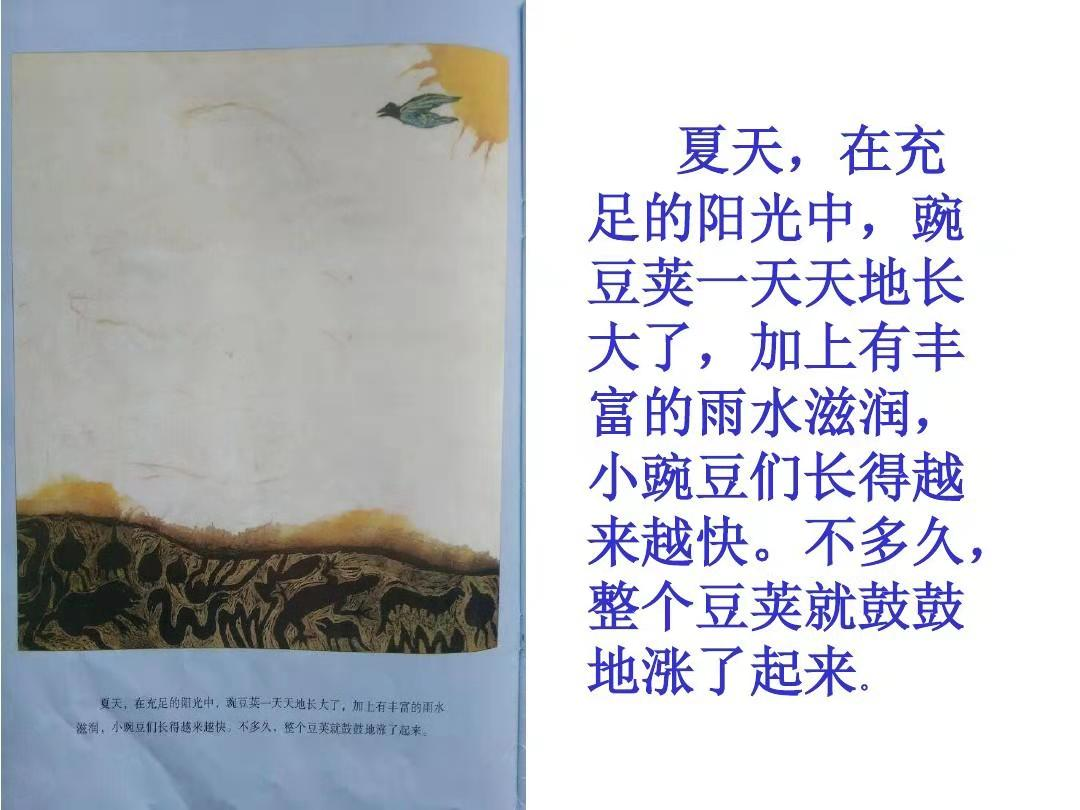 夏天，在充足的阳光中，豌豆荚一天天地长大了，加上有丰富的雨水
滋润，小豌豆们长得越来越快。不多久，整个豆荚就鼓鼓地涨了起来。
夏天，在充
足的阳光中，豌
豆荚一天天地长
大了，加上有丰
富的雨水滋润，
小豌豆们长得越
来越快。不多久，
整个豆荚就鼓鼓
地涨了起来。